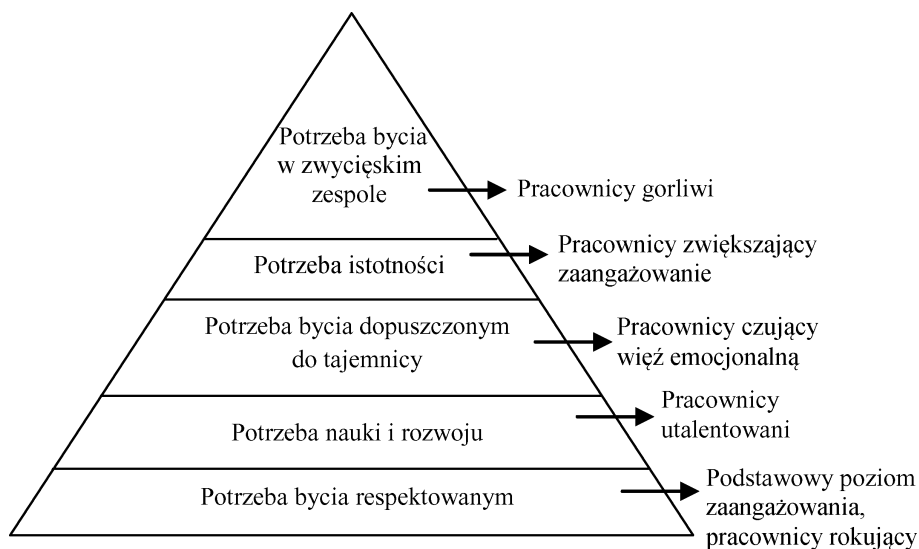 Potrzeba bycia
w zwycięskim
zespole
Pracownicy gorliwi
Potrzeba istotności
Pracownicy zwiększający
zaangażowanie
Potrzeba bycia dopuszczonym
do tajemnicy
Pracownicy czujący
więź emocjonalną
Potrzeba nauki i rozwoju
Pracownicy
utalentowani
Potrzeba bycia respektowanym
Podstawowy poziom
zaangażowania,
pracownicy rokujący